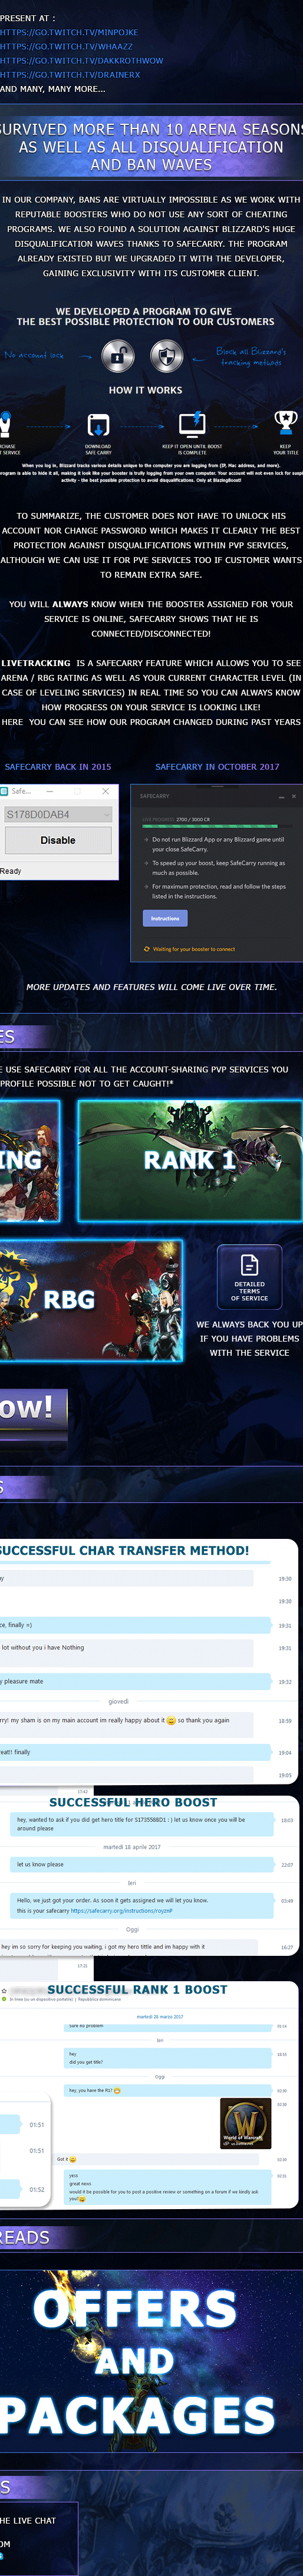 PRESENT AT :
HTTPS://GO.TWITCH.TV/MINPOJKE
HTTPS://GO.TWITCH.TV/WHAAZZ
HTTPS://GO.TWITCH.TV/DAKKROTHWOW
HTTPS://GO.TWITCH.TV/DRAINERX
AND MANY, MANY MORE...
SURVIVED MORE THAN 10 ARENA SEASONS
AS WELL AS ALL DISQUALIFICATION
AND BAN WAVES
IN OUR COMPANY, BANS ARE VIRTUALLY IMPOSSIBLE AS WE WORK WITH
REPUTABLE BOOSTERS WHO DO NOT USE ANY SORT OF CHEATING
PROGRAMS. WE ALSO FOUND A SOLUTION AGAINST BLIZZARD'S HUGE
DISQUALIFICATION WAVES THANKS TO SAFECARRY. THE PROGRAM
ALREADY EXISTED BUT WE UPGRADED IT WITH THE DEVELOPER,
GAINING EXCLUSIVITY WITH ITS CUSTOMER CLIENT.
WE DEVELOPED A PROGRAM TO GIVE
THE BEST POSSIBLE PROTECTION TO OUR CUSTOMERS
No account lock
Block all Blizzard's
tracking methods
HOW IT WORKS
RCHASE
T SERVICE
DOWNLOAD
SAFE CARRY
KEEP IT OPEN UNTIL BOOST
IS COMPLETE
KEEP
YOUR TITLE
When you log in, Blizzard tracks various details unique to the computer you are logging from (IP, Mac address, and more).
rogram is able to hide it all, making it look like your booster is truly logging from your own computer. Your account will not even lock for suspi
activity - the best possible protection to avoid disqualifications. Only at BlazingBoost!
TO SUMMARIZE, THE CUSTOMER DOES NOT HAVE TO UNLOCK HIS
ACCOUNT NOR CHANGE PASSWORD WHICH MAKES IT CLEARLY THE BEST
PROTECTION AGAINST DISQUALIFICATIONS WITHIN PVP SERVICES,
ALTHOUGH WE CAN USE IT FOR PVE SERVICES TOO IF CUSTOMER WANTS
TO REMAIN EXTRA SAFE.
YOU WILL ALWAYS KNOW WHEN THE BOOSTER ASSIGNED FOR YOUR
SERVICE IS ONLINE, SAFECARRY SHOWS THAT HE IS
CONNECTED/DISCONNECTED!
LIVETRACKING IS A SAFECARRY FEATURE WHICH ALLOWS YOU TO SEE
ARENA / RBG RATING AS WELL AS YOUR CURRENT CHARACTER LEVEL (IN
CASE OF LEVELING SERVICES) IN REAL TIME SO YOU CAN ALWAYS KNOW
HOW PROGRESS ON YOUR SERVICE IS LOOKING LIKE!
HERE YOU CAN SEE HOW OUR PROGRAM CHANGED DURING PAST YEARS
SAFECARRY BACK IN 2015
SAFECARRY IN OCTOBER 2017
Safe...
S178D0DAB4
Disable
Ready
SAFECARRY
2700 / 3000 CR
Do not run Blizzard App or any Blizzard game until
your close SafeCarry.
To speed up your boost, keep SafeCarry running as
much as possible.
For maximum protection, read and follow the steps
listed in the instructions.
Instructions
Waiting for your booster to connect
MORE UPDATES AND FEATURES WILL COME LIVE OVER TIME.
ES
E USE SAFECARRY FOR ALL THE ACCOUNT-SHARING PVP SERVICES YOU
PROFILE POSSIBLE NOT TO GET CAUGHT!*
NG
RANK 1
RBG
DETAILED
TERMS
OF SERVICE
WE ALWAYS BACK YOU UP
IF YOU HAVE PROBLEMS
WITH THE SERVICE
ow!
S
SUCCESSFUL CHAR TRANSFER METHOD!
ay 19:30
19:30
ce, finally =) 19:31
lot without you i have Nothing 19:31
y pleasure mate 19:32
giovedì
rry! my sham is on my main account im really happy about it so thank you again 18:59
reat!! finally 19:04
19:05
17:47
SUCCESSFUL HERO BOOST
hey, wanted to ask if you did get hero title for S17355BBD1 : ) let us know once you will be
around please 18:03
martedì 18 aprile 2017
let us know please 22:07
Ieri
Hello, we just got your order. As soon it gets assigned we will let you know. 03:49
this is your safecarry https://safecarry.org/instructions/royznP
Oggi
hey im so sorry for keeping you waiting, i got my hero tittle and im happy with it 16:27
17:21
SUCCESSFUL RANK 1 BOOST
martedì 28 marzo 2017
sure no problem
Ieri
hey
did you get title?
Oggi
hey, you have the R1?
World of Warcraft
Got it
yess
great news
would it be possible for you to post a positive review or something on a forum if we kindly ask
you?
01:51
01:51
01:52
READS
OFFERS
AND
PACKAGES
S
HE LIVE CHAT
OM